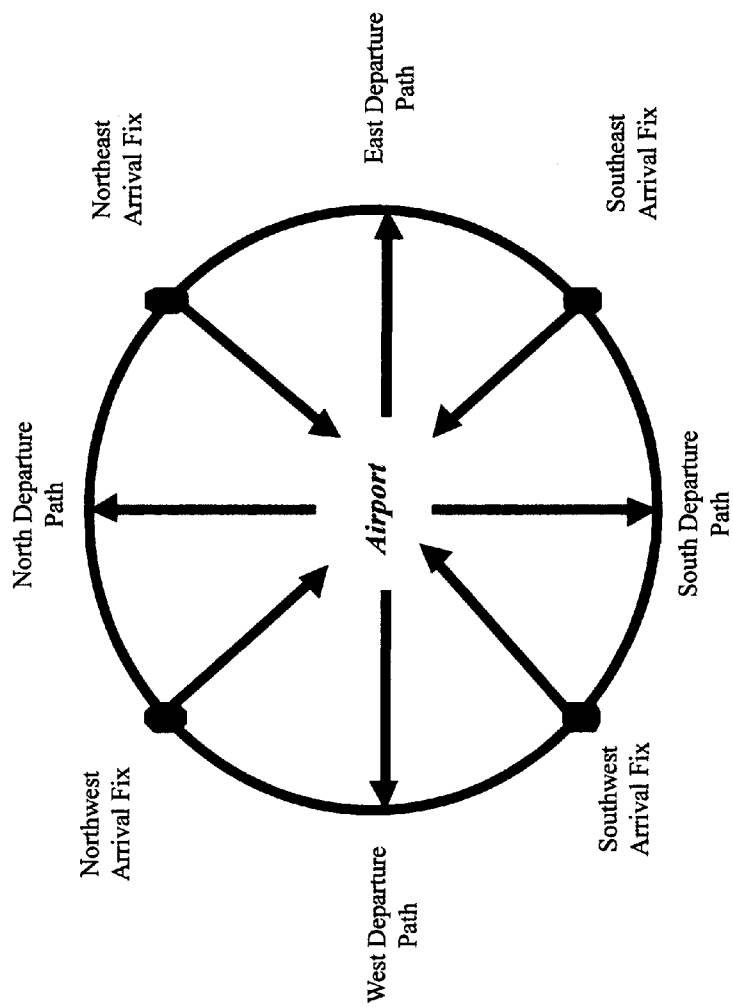 North Departure
Path
Northwest
Arrival Fix
Northeast
Arrival Fix
West Departure
Path
Airport
East Departure
Path
Southwest
Arrival Fix
Southeast
Arrival Fix
South Departure
Path